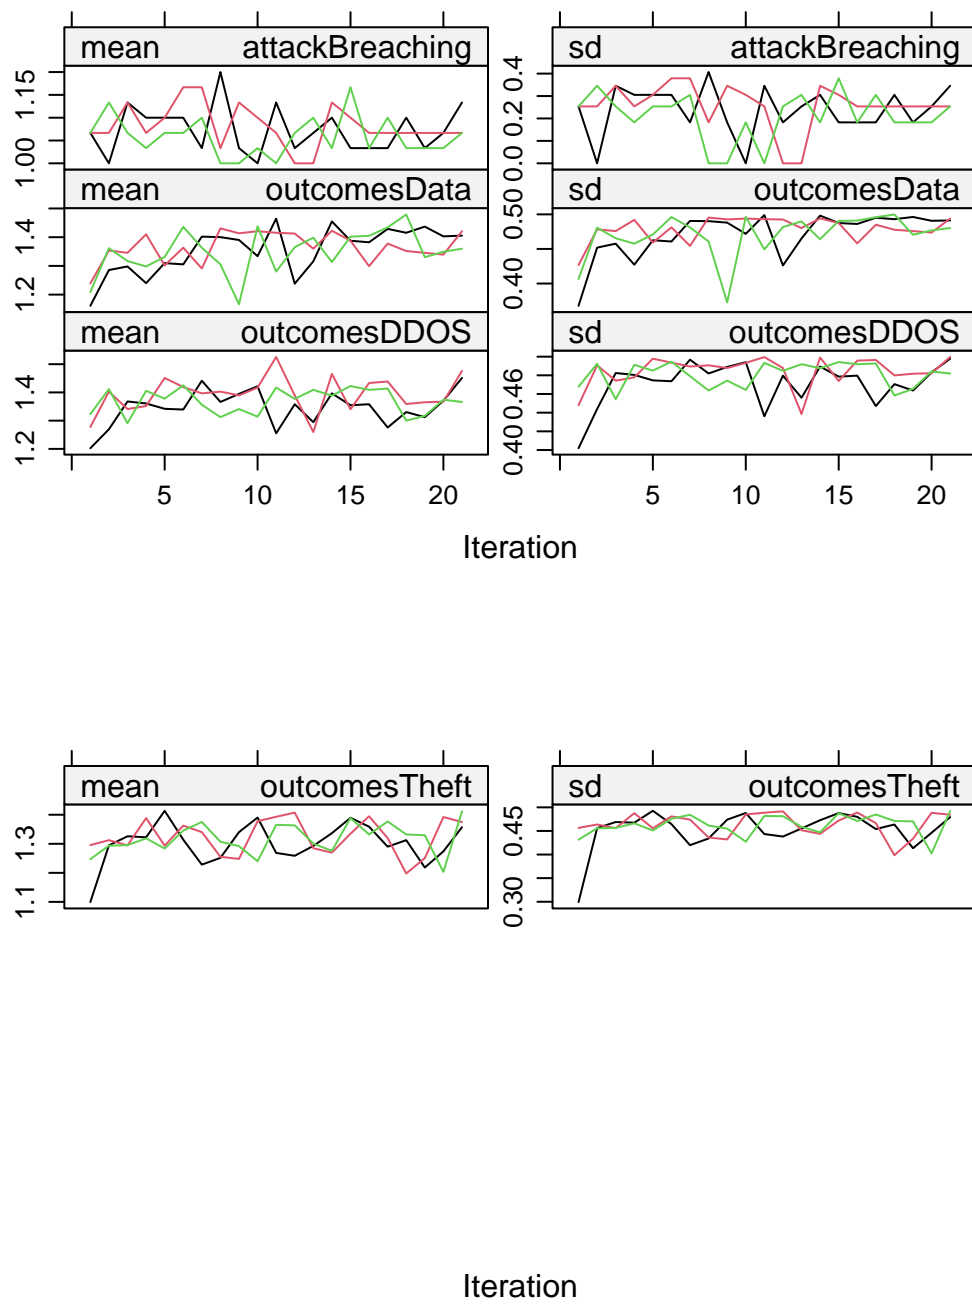 mean attackBreaching
sd attackBreaching
1.00 1.15
0.0 0.2 0.4
mean outcomesData
sd outcomesData
1.2 1.4
0.40 0.50
mean outcomesDDOS
sd outcomesDDOS
1.2 1.4
0.40 0.46
5 10 15 20
5 10 15 20
Iteration
mean outcomesTheft
sd outcomesTheft
1.1 1.3
0.30 0.45
Iteration